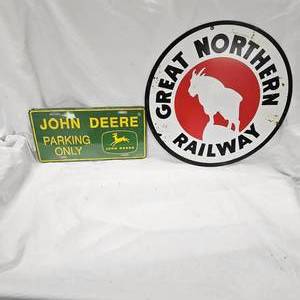 JOHN DEERE
PARKING
ONLY
JOHN DEERE
GREAT NORTHERN
RAILWAY